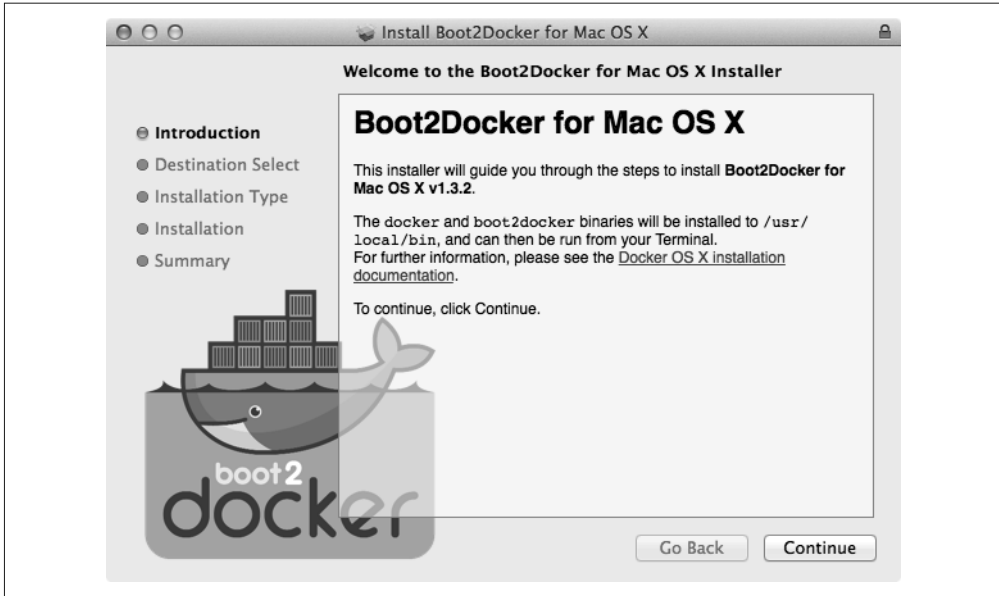 Install Boot2Docker for Mac OS X
Welcome to the Boot2Docker for Mac OS X Installer
Introduction
Destination Select
Installation Type
Installation
Summary
Boot2Docker for Mac OS X
This installer will guide you through the steps to install Boot2Docker for
Mac OS X v1.3.2.
The docker and boot2docker binaries will be installed to /usr/
local/bin, and can then be run from your Terminal.
For further information, please see the Docker OS X installation
documentation.
To continue, click Continue.
boot2
docker
Go Back
Continue